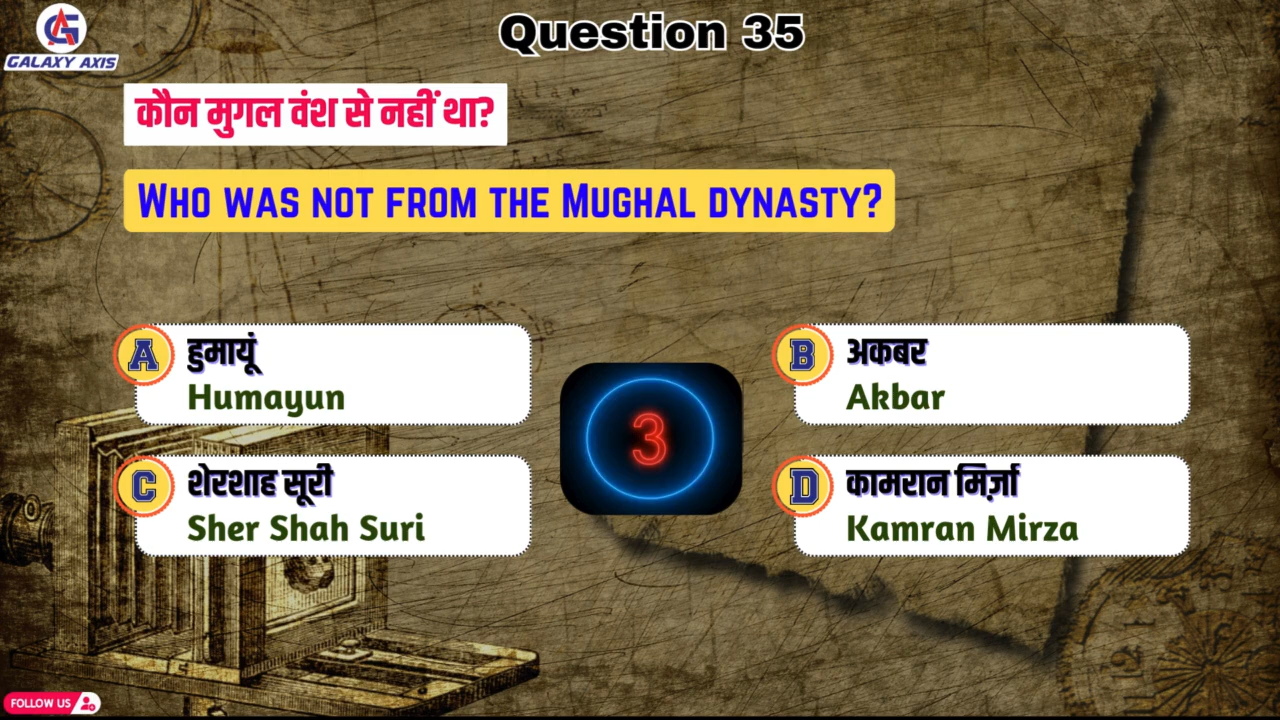 GALAXY AXIS
Question 35
कौन मुगल वंश से नहीं था?
Who was not from the Mughal dynasty?
A
हुमायूं
Humayun
B
अकबर
Akbar
3
C
शेरशाह सूरी
Sher Shah Suri
D
कामरान मिर्ज़ा
Kamran Mirza
FOLLOW US